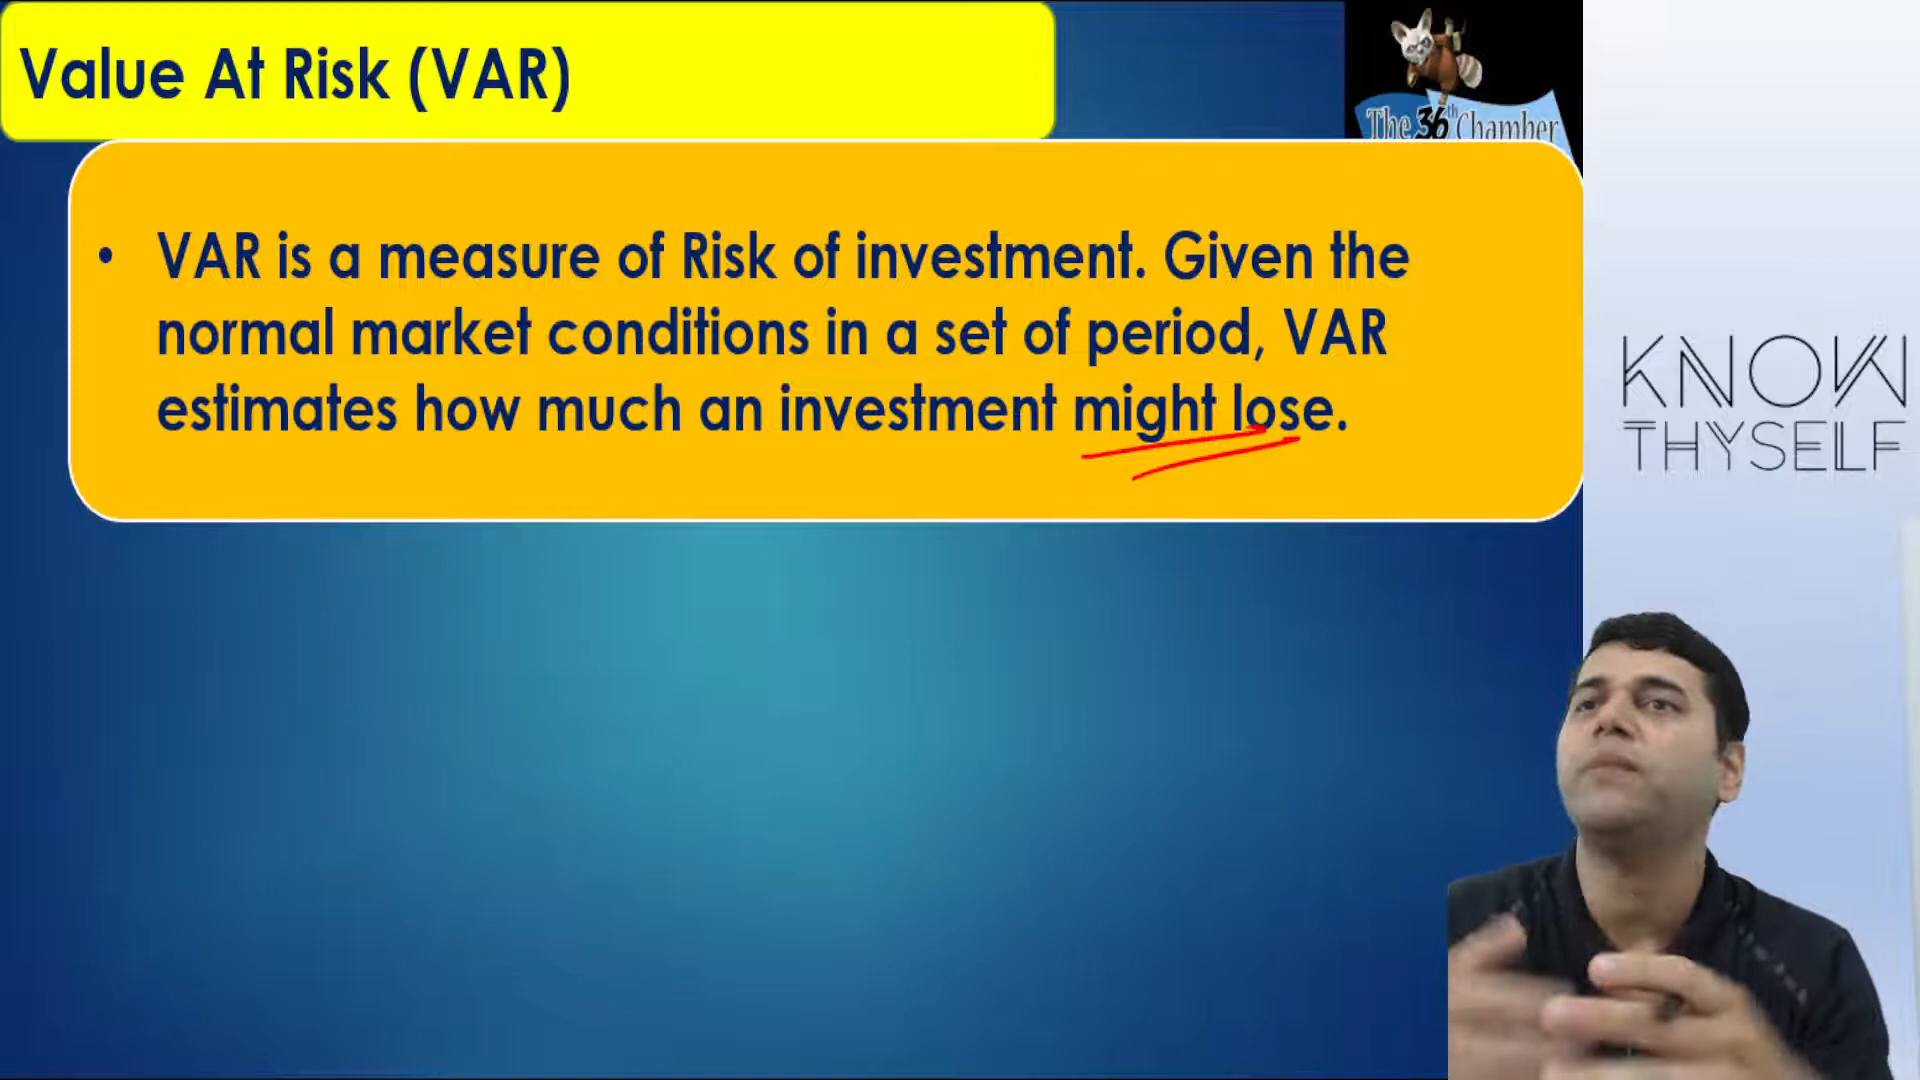 Value At Risk (VAR)
The 36th Chamber
• VAR is a measure of Risk of investment. Given the
normal market conditions in a set of period, VAR
estimates how much an investment might lose.
KNOW
THYSELF